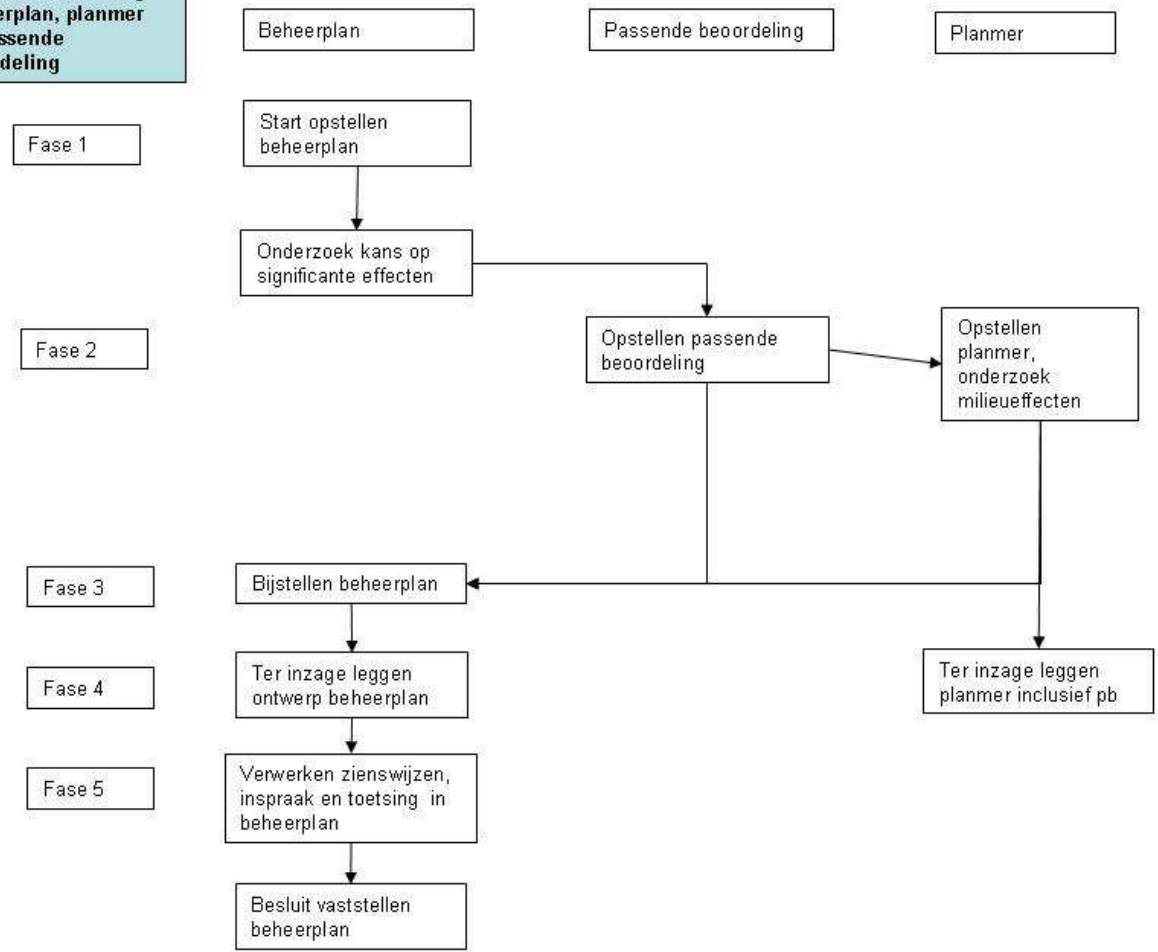 erplan, planmer
ssende
deling
Beheerplan
Passende beoordeling
Planmer
Fase 1
Start opstellen
beheerplan
Onderzoek kans op
significante effecten
Fase 2
Opstellen passende
beoordeling
Opstellen
planmer,
onderzoek
milieueffecten
Fase 3
Bijstellen beheerplan
Fase 4
Ter inzage leggen
ontwerp beheerplan
Ter inzage leggen
planmer inclusief pb
Fase 5
Verwerken zienswijzen,
inspraak en toetsing in
beheerplan
Besluit vaststellen
beheerplan